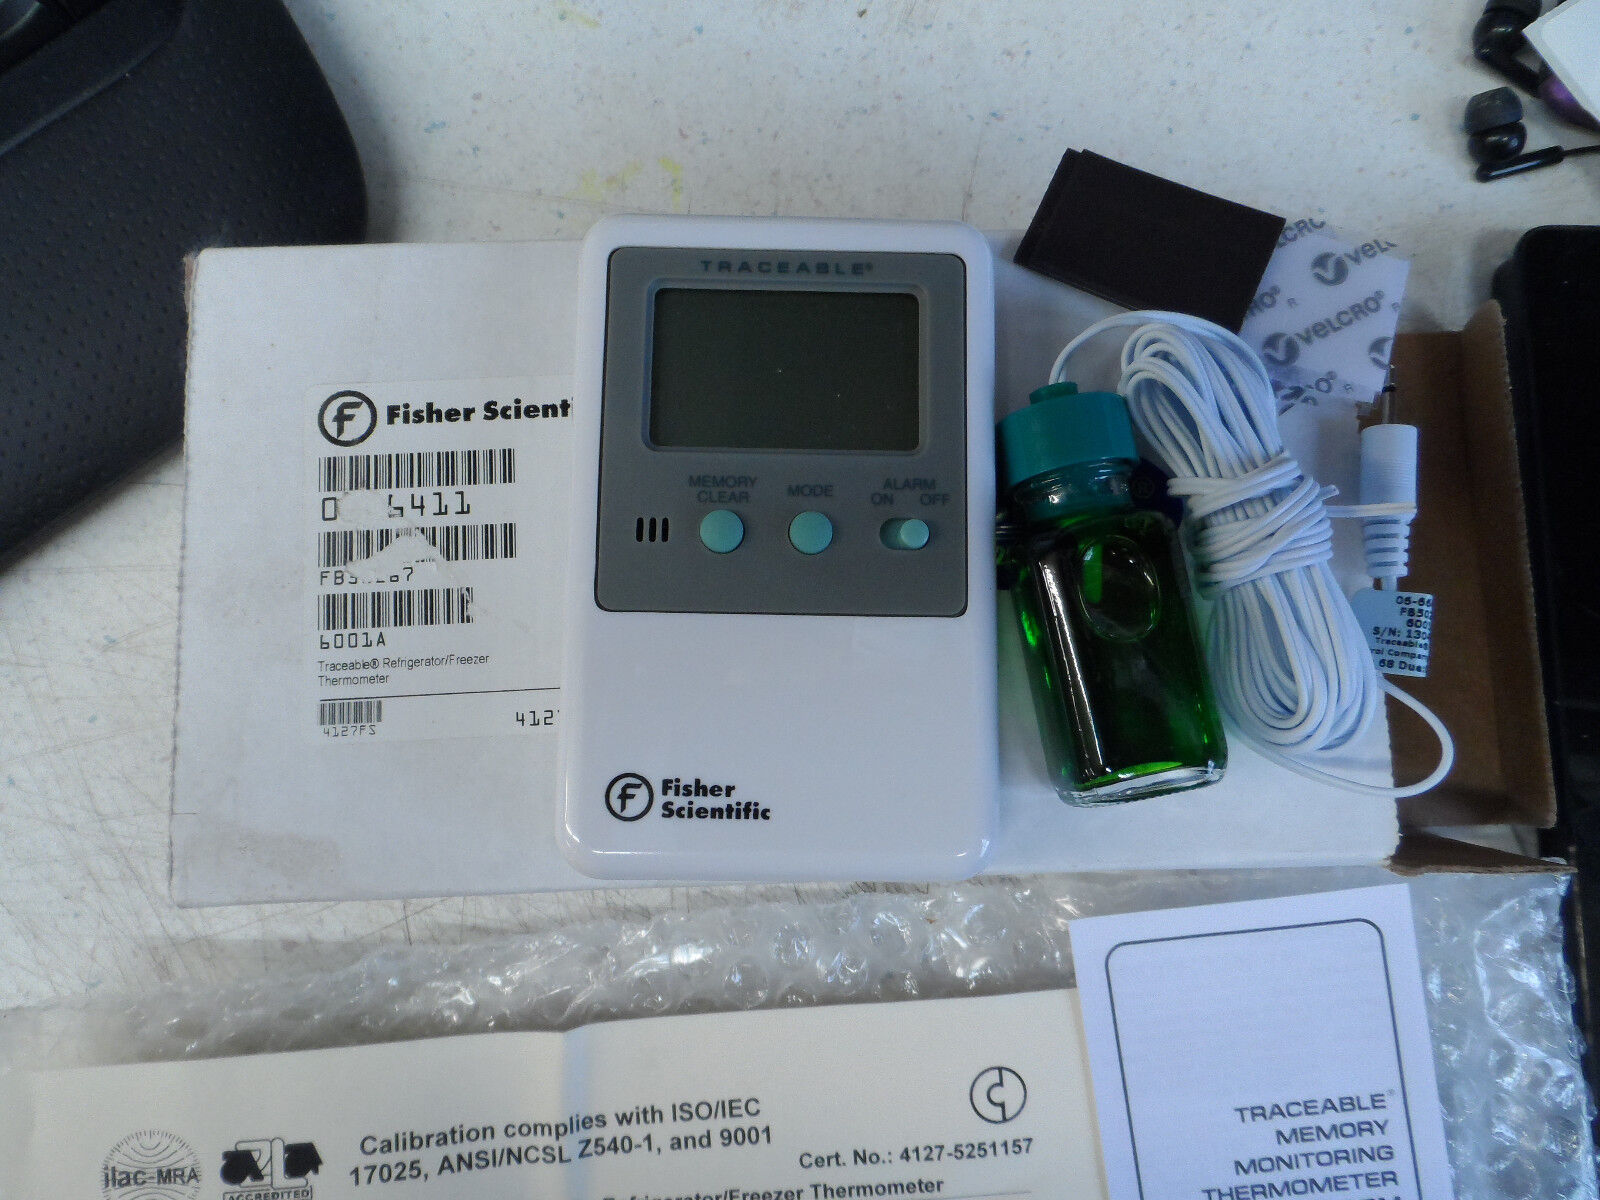 TRACEABLE®
MEMORY
CLEAR
MODE
ALARM
ON OFF
Fisher
Scientific
Fisher
6411
6001A
Traceable® Refrigerator/Freezer
Thermometer
4127FS
VELCRO®
VELCRO®
S/N:
Calibration complies with ISO/IEC
17025, ANSI/NCSL Z540-1, and 9001
Cert. No.: 4127-5251157
Refrigerator/Freezer Thermometer
ilac-MRA
ACCREDITED
TRACEABLE®
MEMORY
MONITORING
THERMOMETER